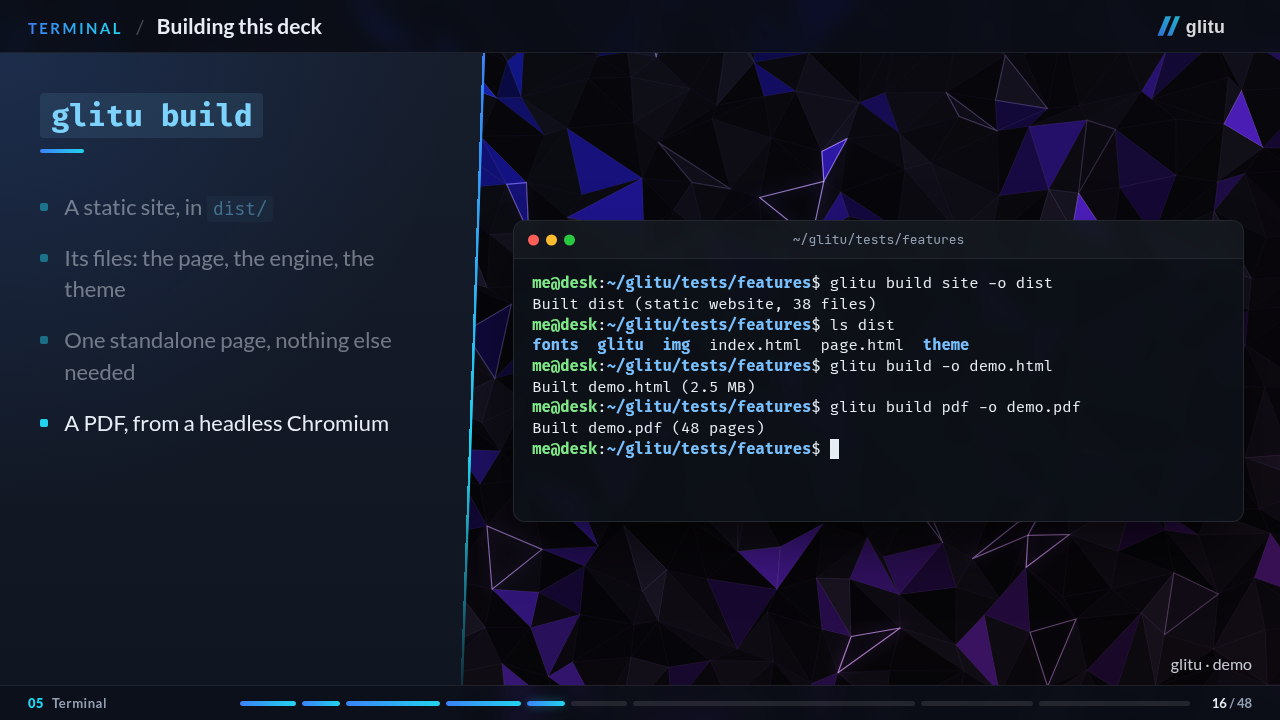 TERMINAL / Building this deck
glitu
glitu build
A static site, in dist/
Its files: the page, the engine, the
theme
One standalone page, nothing else
needed
A PDF, from a headless Chromium
~/glitu/tests/features
me@desk:~/glitu/tests/features$ glitu build site -o dist
Built dist (static website, 38 files)
me@desk:~/glitu/tests/features$ ls dist
fonts  glitu  img  index.html  page.html  theme
me@desk:~/glitu/tests/features$ glitu build -o demo.html
Built demo.html (2.5 MB)
me@desk:~/glitu/tests/features$ glitu build pdf -o demo.pdf
Built demo.pdf (48 pages)
me@desk:~/glitu/tests/features$
glitu · demo
05 Terminal
16 / 48